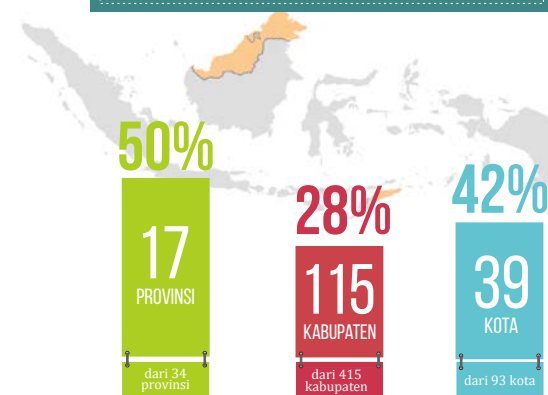 50%
17
PROVINSI
dari 34
provinsi
28%
115
KABUPATEN
dari 415
kabupaten
42%
39
KOTA
dari 93 kota